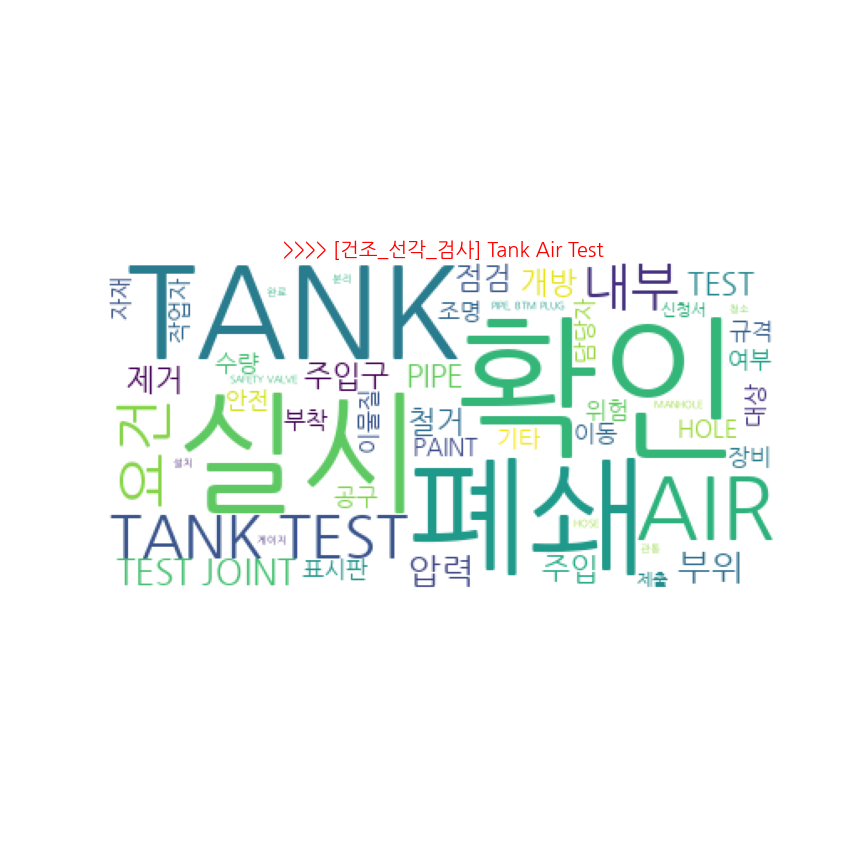 >>>> [건조_선각_검사] Tank Air Test
TANK
확인
실시
폐쇄
AIR
TANK TEST
요건
내부
TEST
점검
개방
자재
작업자
완료
분리
조명
PIPE, BTM PLUG
담당자
신청서
청소
규격
여부
수량
SAFETY VALVE
주입구
PIPE
제거
안전
부착
이물질
철거
PAINT
기타
위험
이동
MANHOLE
HOLE
대상
장비
설치
공구
게이지
HOSE
관통
TEST JOINT
표시판
압력
주입
제출
부위